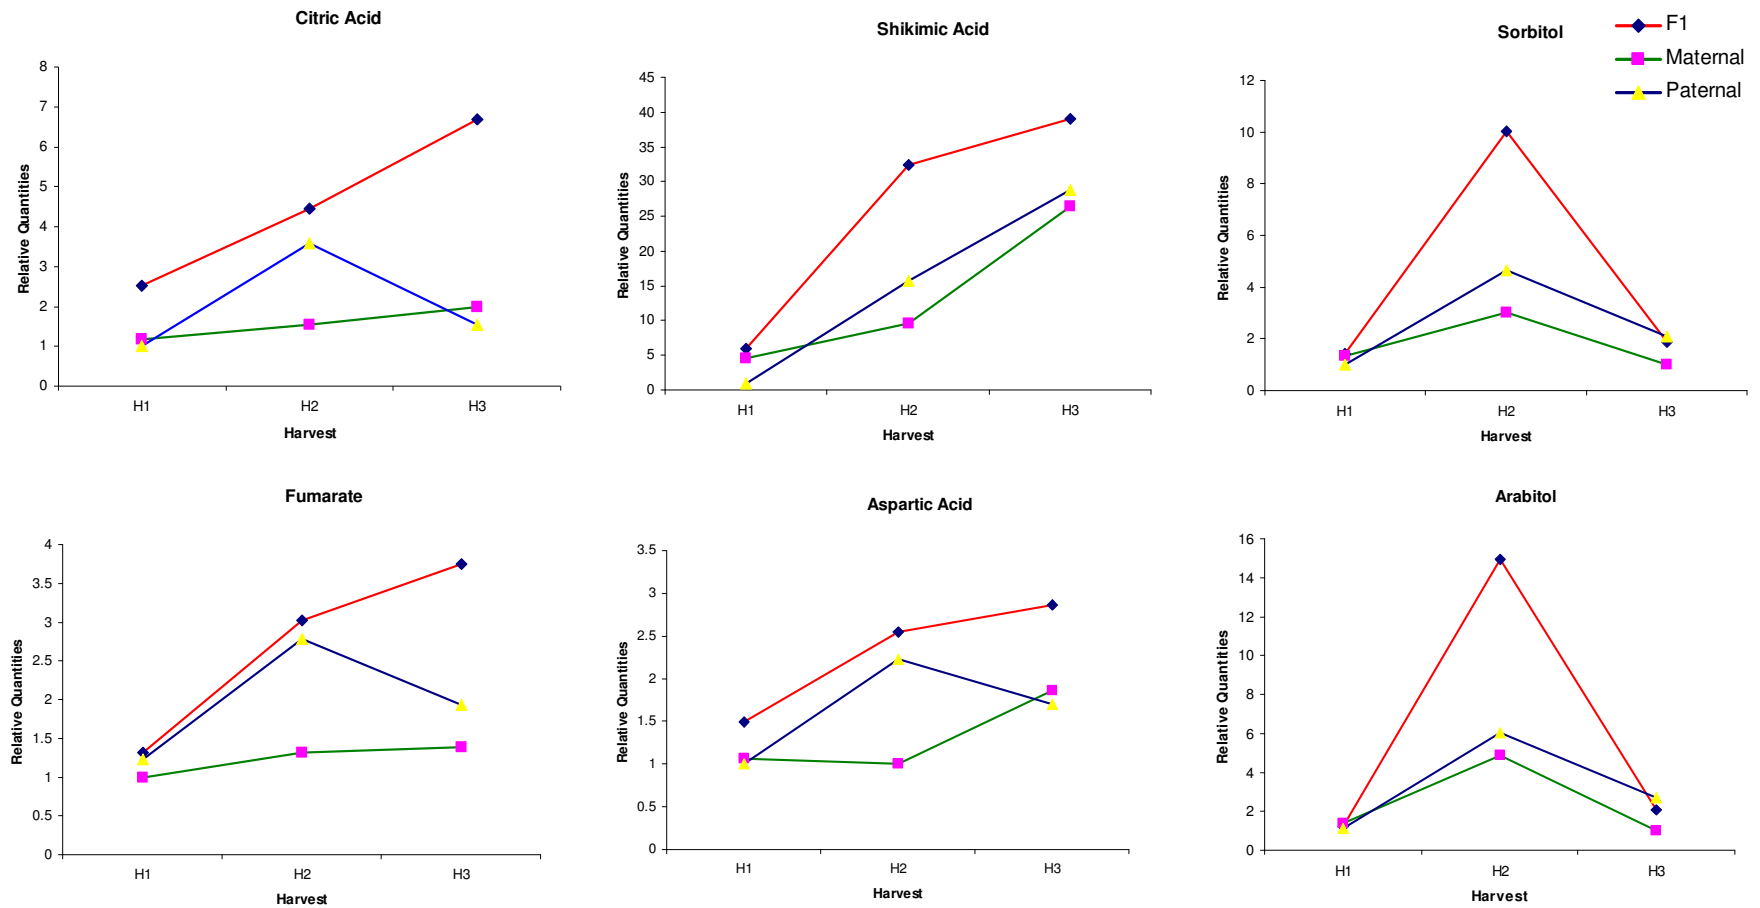 Citric Acid
8
7
6
5
4
3
2
1
0
Relative Quantities
H1 H2 H3
Harvest
Shikimic Acid
45
40
35
30
25
20
15
10
5
0
Relative Quantities
H1 H2 H3
Harvest
Sorbitol
12
10
8
6
4
2
0
Relative Quantities
H1 H2 H3
Harvest
F1
Maternal
Paternal
Fumarate
4
3.5
3
2.5
2
1.5
1
0.5
0
Relative Quantities
H1 H2 H3
Harvest
Aspartic Acid
3.5
3
2.5
2
1.5
1
0.5
0
Relative Quantities
H1 H2 H3
Harvest
Arabitol
16
14
12
10
8
6
4
2
0
Relative Quantities
H1 H2 H3
Harvest